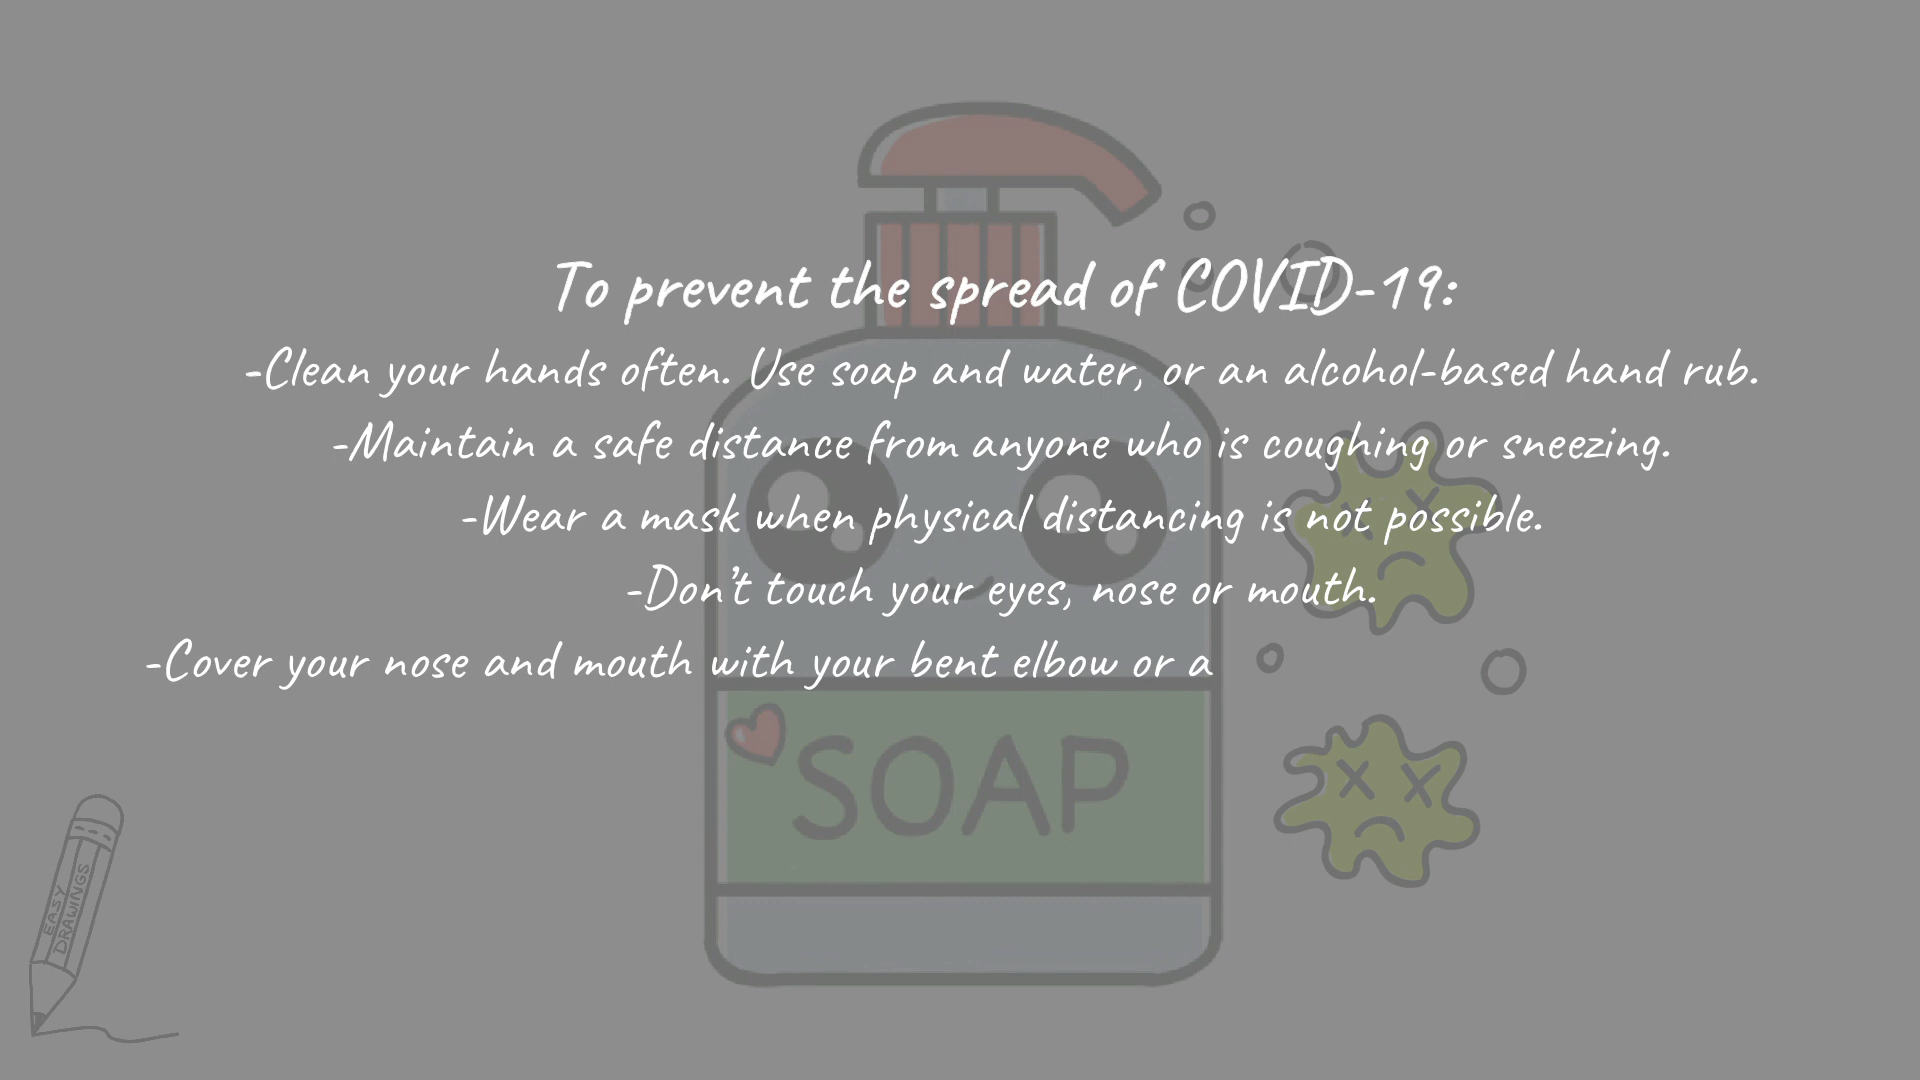 To prevent the spread of COVID-19:
-Clean your hands often. Use soap and water, or an alcohol-based hand rub.
-Maintain a safe distance from anyone who is coughing or sneezing.
-Wear a mask when physical distancing is not possible.
-Don’t touch your eyes, nose or mouth.
-Cover your nose and mouth with your bent elbow or a
SOAP
EASY
DRAWINGS